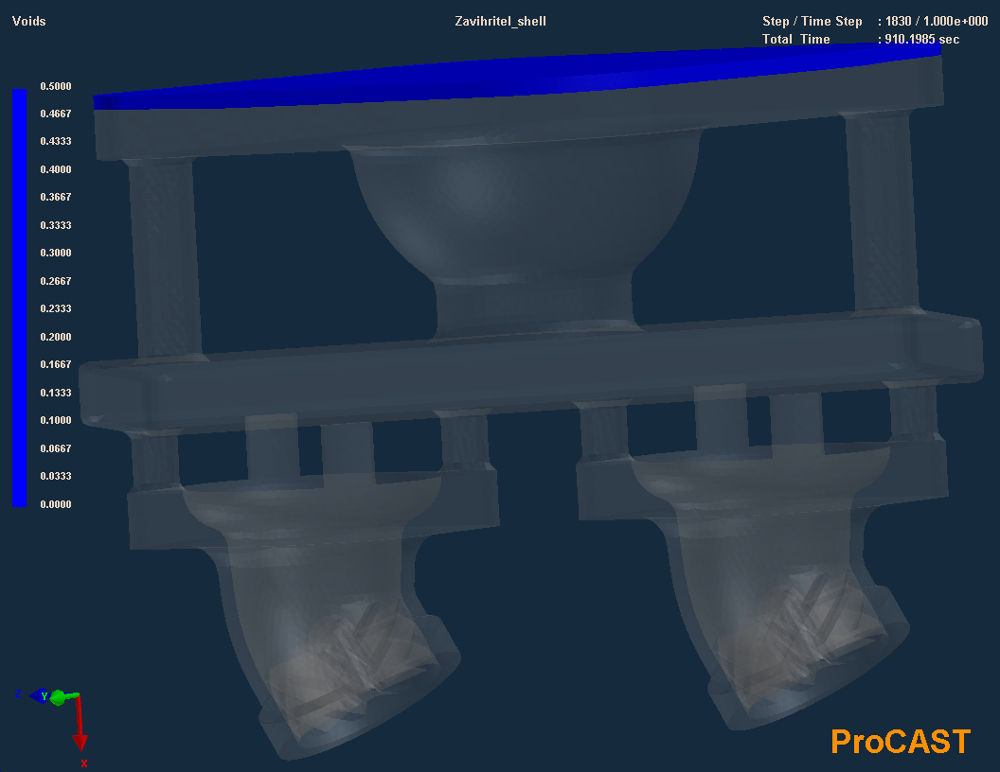 Voids
Zavihritel_shell
Step / Time Step : 1830 / 1.000e+000
Total Time : 910.1985 sec
0.5000
0.4667
0.4333
0.4000
0.3667
0.3333
0.3000
0.2667
0.2333
0.2000
0.1667
0.1333
0.1000
0.0667
0.0333
0.0000
Z Y
X
ProCAST